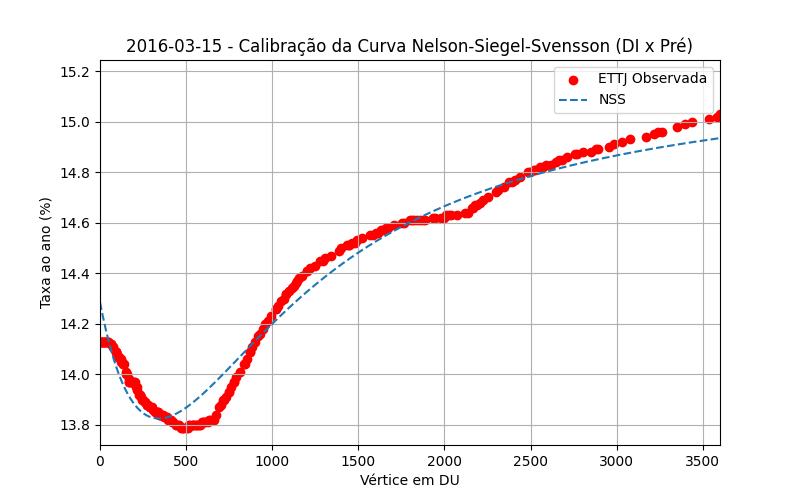 2016-03-15 - Calibração da Curva Nelson-Siegel-Svensson (DI x Pré)
ETTJ Observada
NSS
Taxa ao ano (%)
15.2
15.0
14.8
14.6
14.4
14.2
14.0
13.8
0 500 1000 1500 2000 2500 3000 3500
Vértice em DU